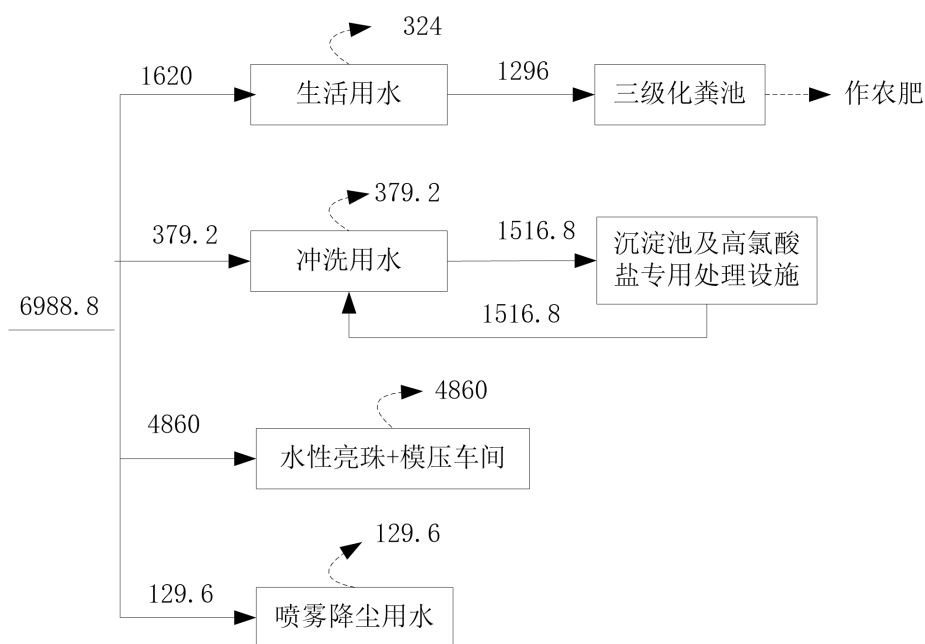 324
1620
生活用水
1296
三级化粪池
作农肥
379.2
379.2
冲洗用水
1516.8
沉淀池及高氯酸
盐专用处理设施
6988.8
1516.8
4860
4860
水性亮珠+模压车间
129.6
129.6
喷雾降尘用水